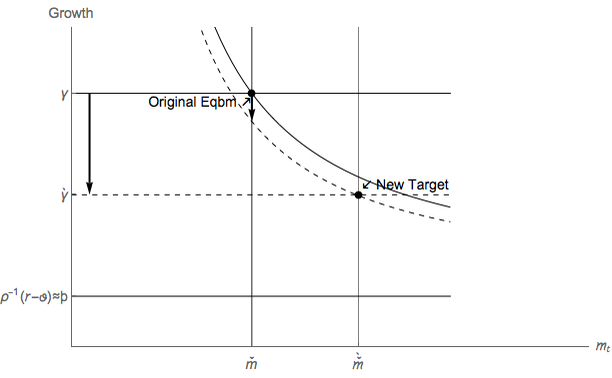 Growth
γ
Original Eqbm
New Target
γ̀
ρ⁻¹(r−ϑ)≈þ
m̌
m̌̀
mₜ